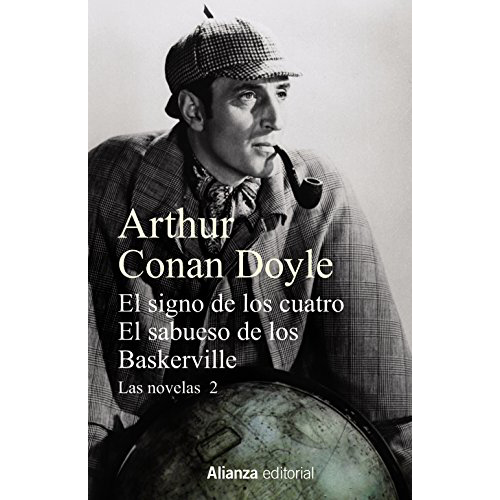 Arthur
Conan Doyle
El signo de los cuatro
El sabueso de los
Baskerville
Las novelas 2
Alianza editorial